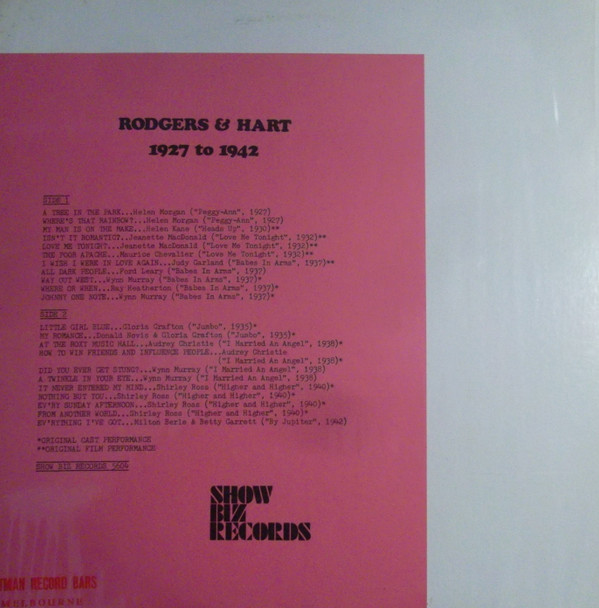 RODGERS & HART
1927 to 1942
SIDE 1
A TREE IN THE PARK...Helen Morgan ("Peggy-Ann", 1927)
WHERE'S THAT RAINBOW?...Helen Morgan ("Peggy-Ann", 1927)
MY MAN IS ON THE MAKE...Helen Kane ("Heads Up", 1930)**
ISN'T IT ROMANTIC?..Jeanette MacDonald ("Love Me Tonight", 1932)**
LOVE ME TONIGHT?...Jeanette MacDonald ("Love Me Tonight", 1932)**
THE POOR APACHE...Maurice Chevalier ("Love Me Tonight", 1932)**
I WISH I WERE IN LOVE AGAIN...Judy Garland ("Babes In Arms", 1937)**
ALL DARK PEOPLE...Ford Leary ("Babes In Arms", 1937)
WAY OUT WEST...Wynn Murray ("Babes In Arms", 1937)*
WHERE OR WHEN...Ray Heatherton ("Babes In Arms", 1937)*
JOHNNY ONE NOTE...Wynn Murray ("Babes In Arms", 1937)*
SIDE 2
LITTLE GIRL BLUE...Gloria Grafton ("Jumbo", 1935)*
MY ROMANCE...Donald Novis & Gloria Grafton ("Jumbo", 1935)*
AT THE ROXY MUSIC HALL...Audrey Christie ("I Married An Angel", 1938)*
HOW TO WIN FRIENDS AND INFLUENCE PEOPLE...Audrey Christie
("I Married An Angel", 1938)*
DID YOU EVER GET STUNG?...Wynn Murray ("I Married An Angel", 1938)
A TWINKLE IN YOUR EYE...Wynn Murray ("I Married An Angel", 1938)
IT NEVER ENTERED MY MIND...Shirley Ross ("Higher and Higher", 1940)*
NOTHING BUT YOU...Shirley Ross ("Higher and Higher", 1940)*
EV'RY SUNDAY AFTERNOON...Shirley Ross ("Higher and Higher", 1940)*
FROM ANOTHER WORLD...Shirley Ross ("Higher and Higher", 1940)*
EV'RYTHING I'VE GOT...Milton Berle & Betty Garrett ("By Jupiter", 1942)
*ORIGINAL CAST PERFORMANCE
**ORIGINAL FILM PERFORMANCE
SHOW BIZ RECORDS 5604
SHOW
BIZ
RECORDS
TMAN RECORD BARS
MELBOURNE